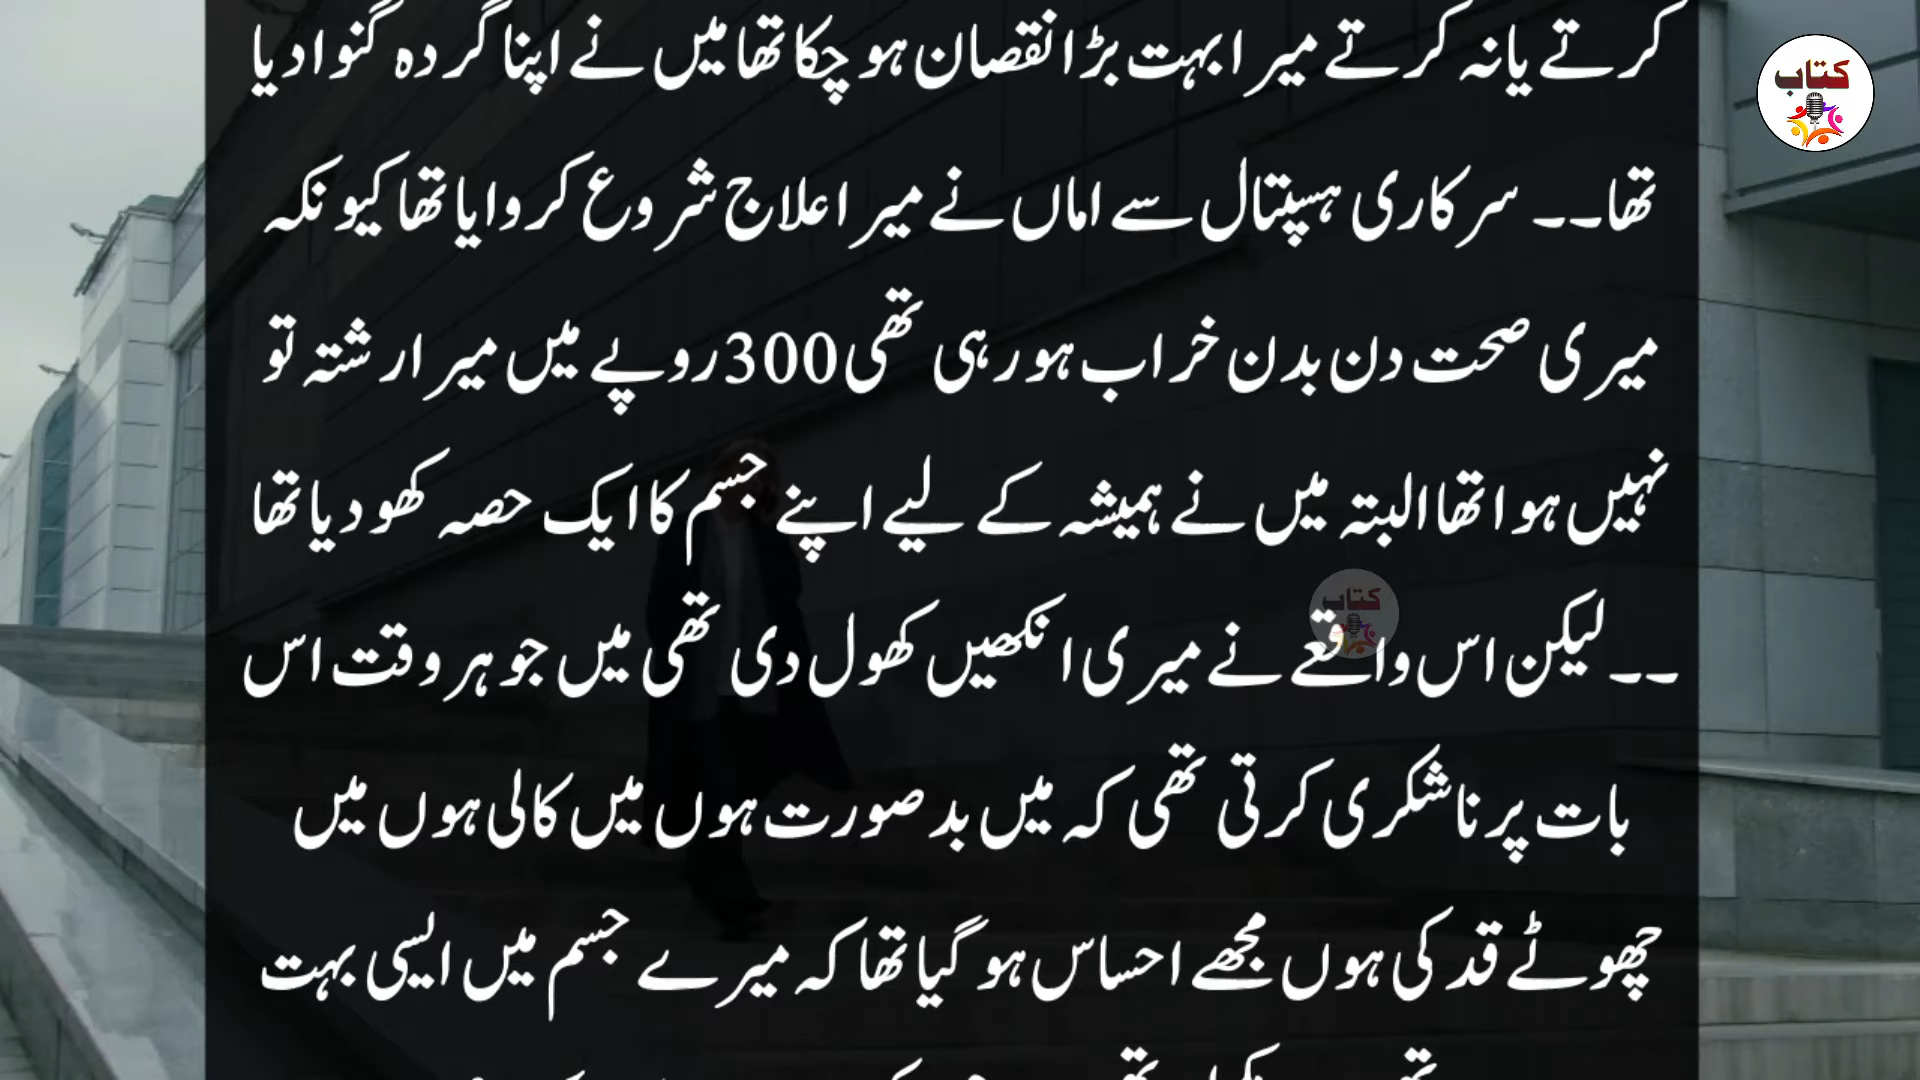 کرتے یا نہ کرتے میرا بہت بڑا نقصان ہو چکا تھا میں نے اپنا گردہ گنوا دیا
تھا۔۔ سرکاری ہسپتال سے اماں نے میرا علاج شروع کروایا تھا کیونکہ
میری صحت دن بدن خراب ہو رہی تھی 300 روپے میں میرا رشتہ تو
نہیں ہوا تھا البتہ میں نے ہمیشہ کے لیے اپنے جسم کا ایک حصہ کھو دیا تھا
۔۔ لیکن اس واقعے نے میری انکھیں کھول دی تھی میں جو ہر وقت اس
بات پر ناشکری کرتی تھی کہ میں بد صورت ہوں میں کالی ہوں میں
چھوٹے قد کی ہوں مجھے احساس ہو گیا تھا کہ میرے جسم میں ایسی بہت
کتاب
کتاب